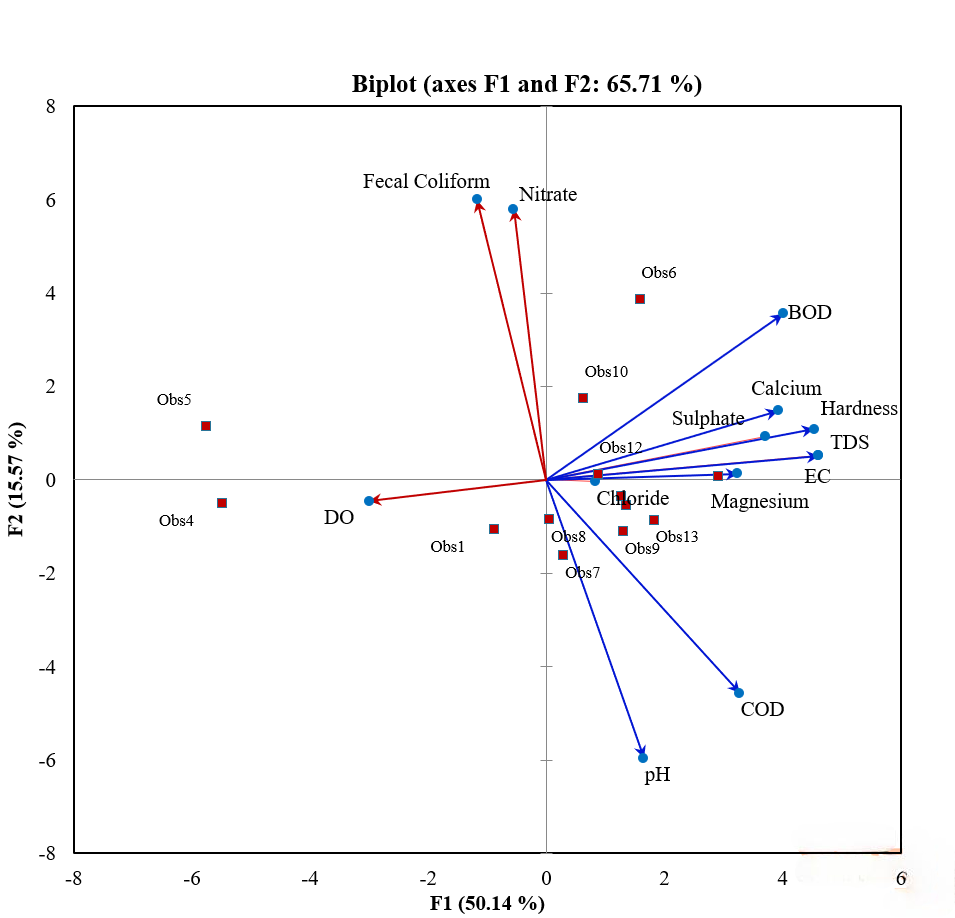 Biplot (axes F1 and F2: 65.71 %)
8
Fecal Coliform
Nitrate
6
Obs6
4
BOD
Obs10
2
Calcium
Obs5
Hardness
Sulphate
TDS
Obs12
EC
0
Chloride
Magnesium
DO
Obs4
Obs8
Obs13
Obs1
Obs9
Obs7
-2
-4
COD
-6
pH
-8
-8
-6
-4
-2
0
2
4
6
F1 (50.14 %)
F2 (15.57 %)